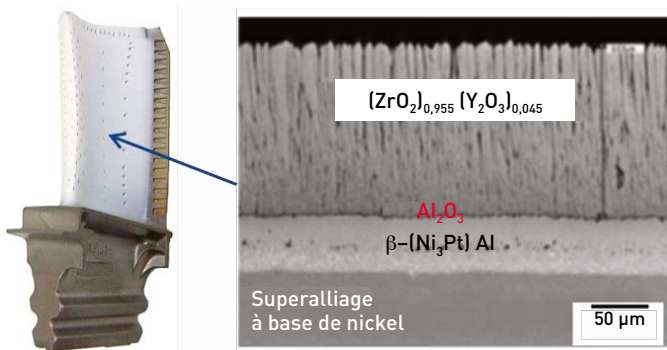 (ZrO₂)₀,₉₅₅ (Y₂O₃)₀,₀₄₅
Al₂O₃
β–(Ni₃Pt) Al
Superalliage
à base de nickel
50 µm